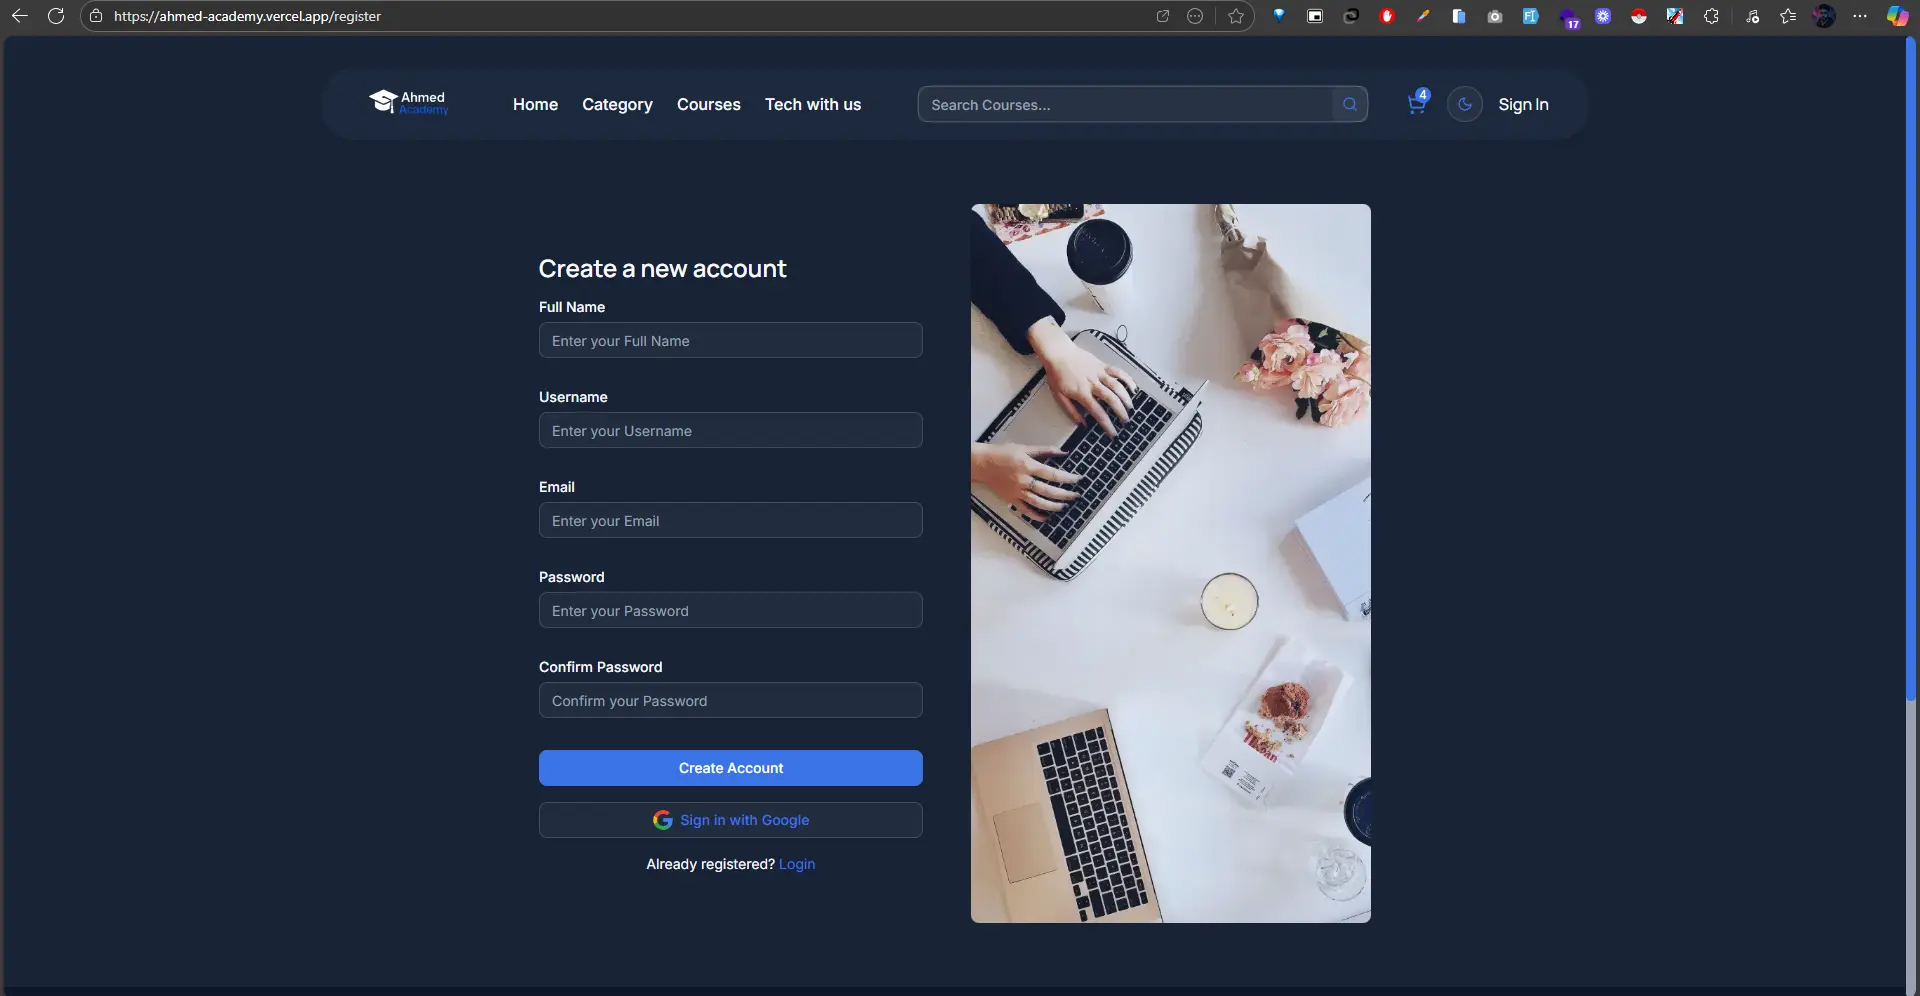 https://ahmed-academy.vercel.app/register
17
Ahmed
Academy
Home
Category
Courses
Tech with us
Search Courses...
4
Sign In
Create a new account
Full Name
Enter your Full Name
Username
Enter your Username
Email
Enter your Email
Password
Enter your Password
Confirm Password
Confirm your Password
Create Account
Sign in with Google
Already registered? Login